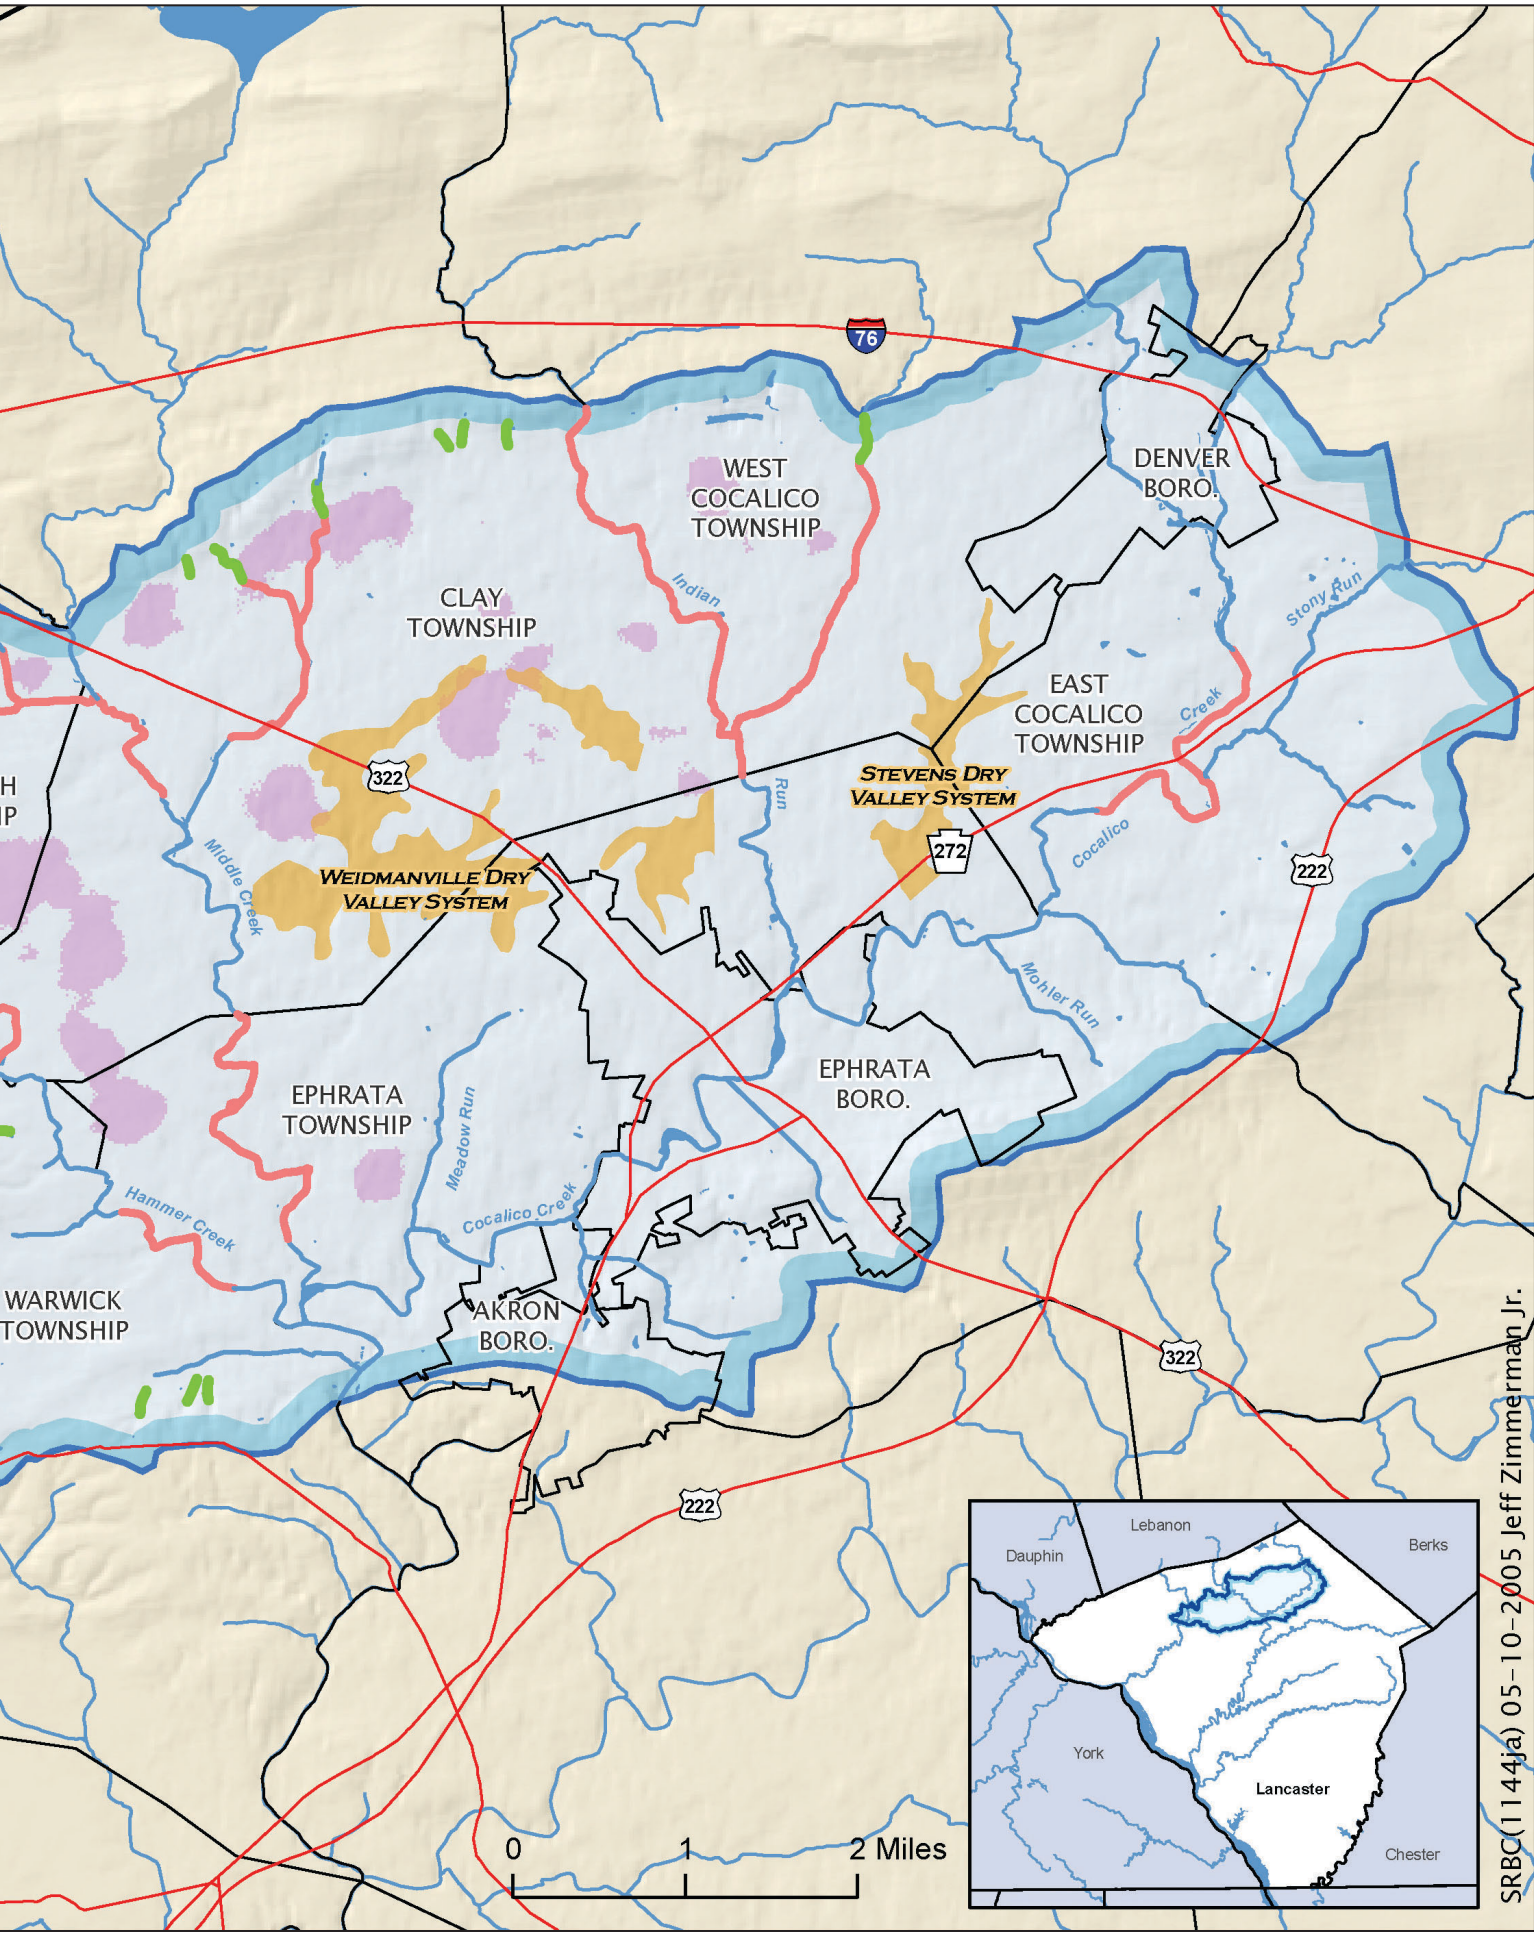 76
WEST
COCALICO
TOWNSHIP
DENVER
BORO.
CLAY
TOWNSHIP
Indian
Stony Run
EAST
COCALICO
TOWNSHIP
Creek
322
H
IP
STEVENS DRY
VALLEY SYSTEM
Run
272
Cocalico
222
Middle Creek
WEIDMANVILLE DRY
VALLEY SYSTEM
Mohler Run
EPHRATA
BORO.
EPHRATA
TOWNSHIP
Meadow Run
Hammer Creek
Cocalico Creek
WARWICK
TOWNSHIP
AKRON
BORO.
322
222
Lebanon
Dauphin
Berks
York
Lancaster
Chester
0 1 2 Miles
SRBC(1144ja) 05-10-2005 Jeff Zimmerman Jr.